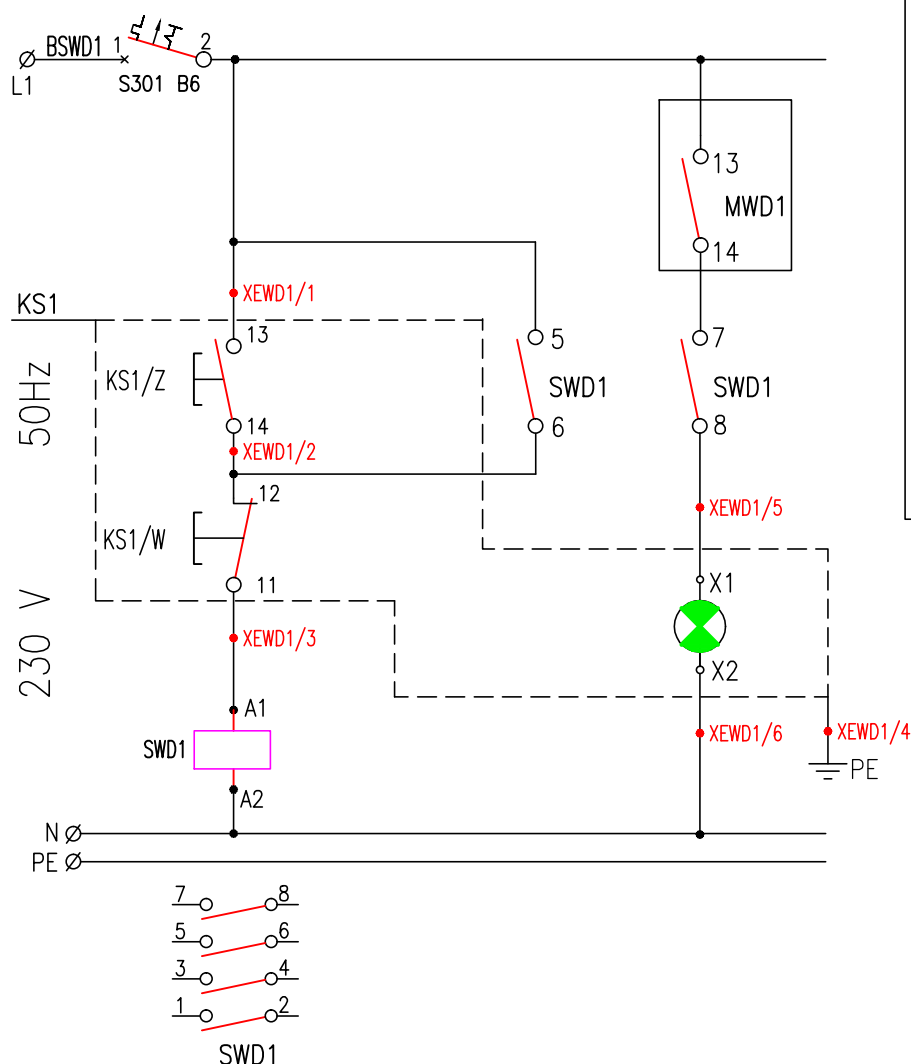 BSWD1 1 2
L1 S301 B6
13
MWD1
14
XEWD1/1
KS1
13
50Hz
KS1/Z
14
XEWD1/2
5
SWD1
6
7
SWD1
8
12
KS1/W
11
XEWD1/5
X1
X2
230 V
XEWD1/3
A1
SWD1
A2
XEWD1/6
XEWD1/4
PE
N
PE
7 8
5 6
3 4
1 2
SWD1